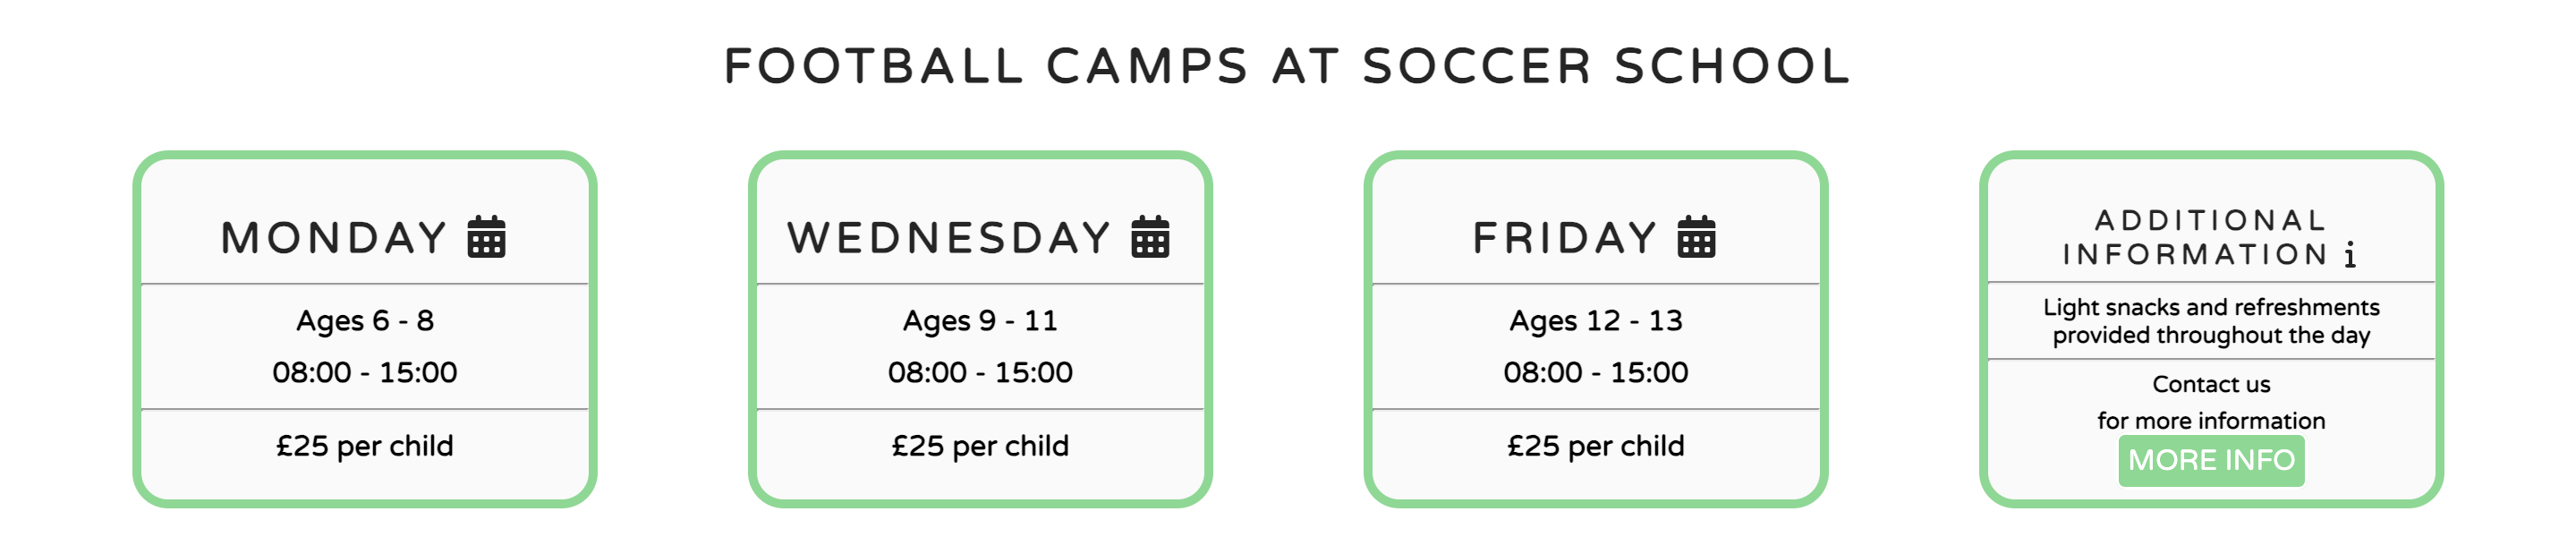 FOOTBALL CAMPS AT SOCCER SCHOOL
MONDAY
Ages 6 - 8
08:00 - 15:00
£25 per child
WEDNESDAY
Ages 9 - 11
08:00 - 15:00
£25 per child
FRIDAY
Ages 12 - 13
08:00 - 15:00
£25 per child
ADDITIONAL
INFORMATION
Light snacks and refreshments
provided throughout the day
Contact us
for more information
MORE INFO